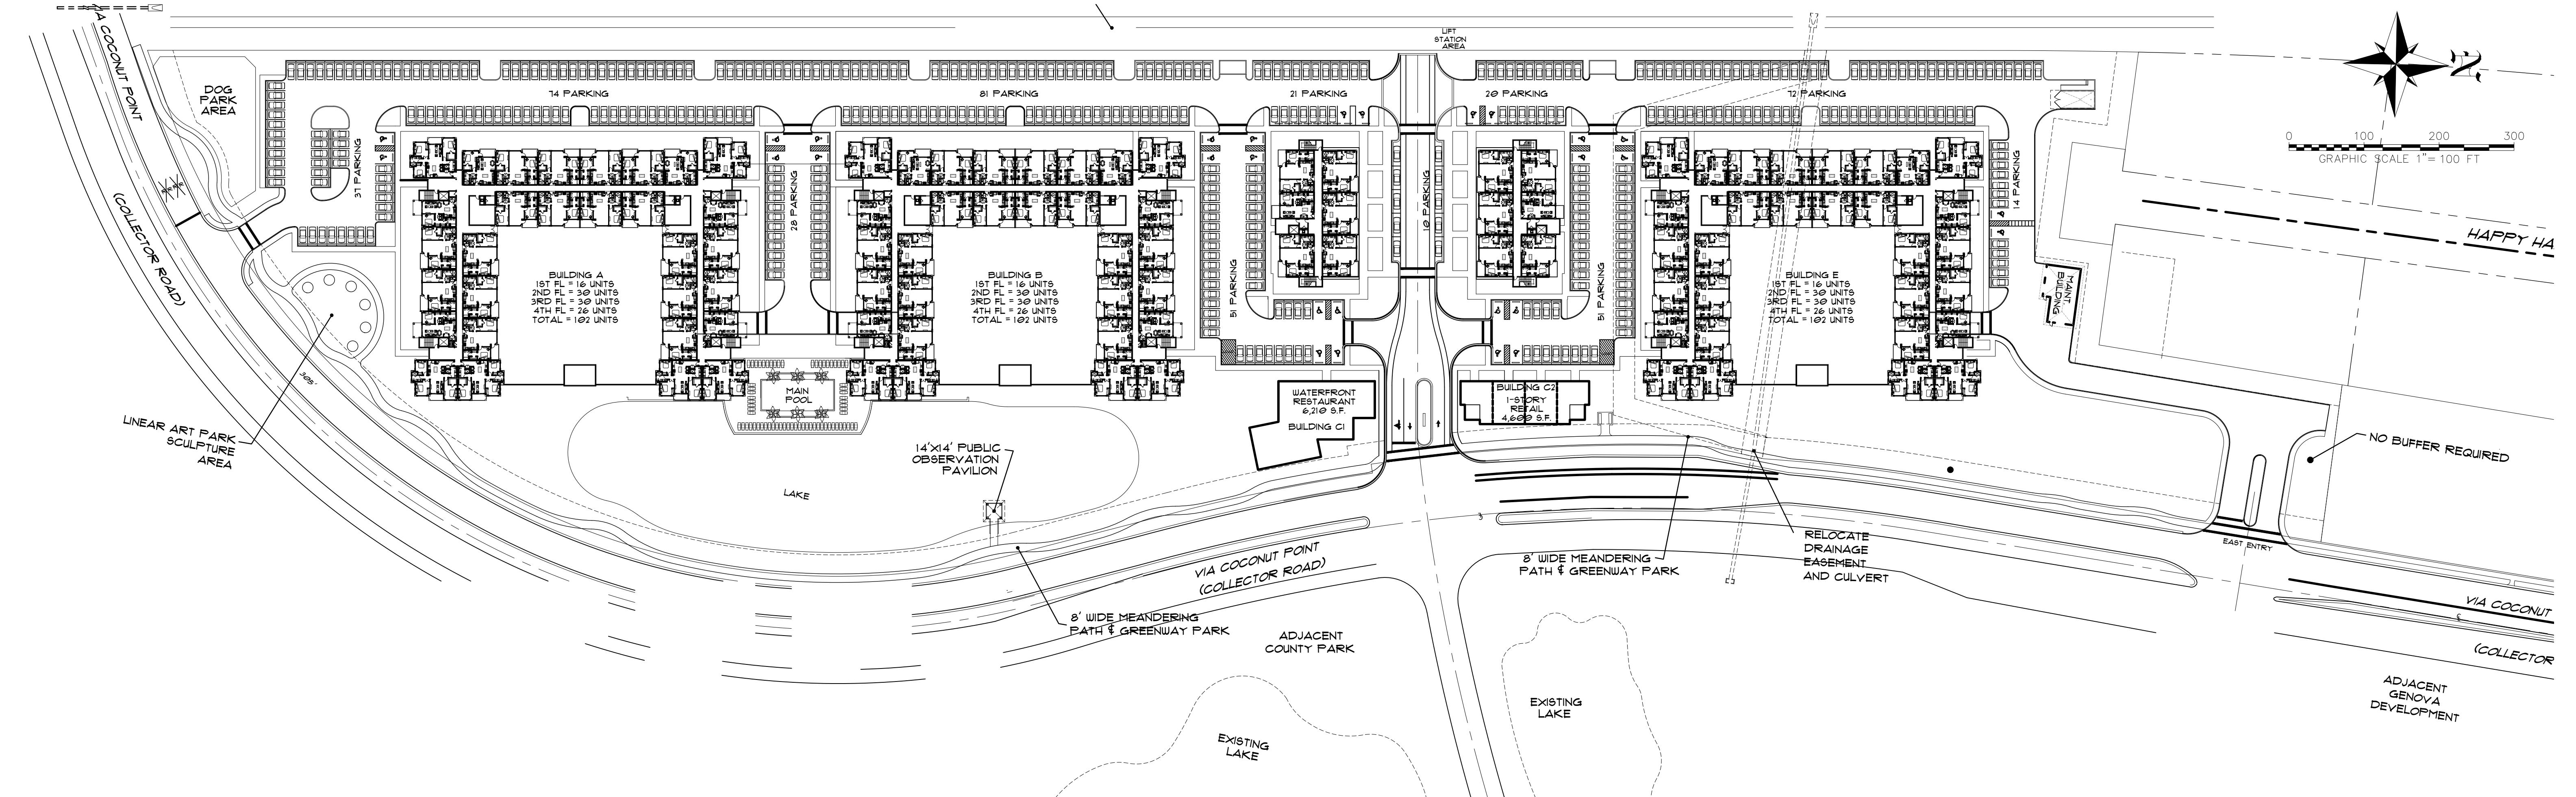 VIA COCONUT POINT
(COLLECTOR ROAD)
DOG
PARK
AREA
LIFT
STATION
AREA
74 PARKING
81 PARKING
21 PARKING
20 PARKING
72 PARKING
37 PARKING
28 PARKING
51 PARKING
10 PARKING
51 PARKING
14 PARKING
0 100 200 300
GRAPHIC SCALE 1"= 100 FT
HAPPY HA
BUILDING A
1ST FL = 16 UNITS
2ND FL = 30 UNITS
3RD FL = 30 UNITS
4TH FL = 26 UNITS
TOTAL = 102 UNITS
BUILDING B
1ST FL = 16 UNITS
2ND FL = 30 UNITS
3RD FL = 30 UNITS
4TH FL = 26 UNITS
TOTAL = 102 UNITS
BUILDING E
1ST FL = 16 UNITS
2ND FL = 30 UNITS
3RD FL = 30 UNITS
4TH FL = 26 UNITS
TOTAL = 102 UNITS
MAINT.
BUILDING
305'
MAIN
POOL
WATERFRONT
RESTAURANT
6,210 S.F.
BUILDING C1
BUILDING C2
1-STORY
RETAIL
4,600 S.F.
LINEAR ART PARK
SCULPTURE
AREA
14'X14' PUBLIC
OBSERVATION
PAVILION
LAKE
NO BUFFER REQUIRED
VIA COCONUT POINT
(COLLECTOR ROAD)
8' WIDE MEANDERING
PATH & GREENWAY PARK
RELOCATE
DRAINAGE
EASEMENT
AND CULVERT
EAST ENTRY
8' WIDE MEANDERING
PATH & GREENWAY PARK
VIA COCONUT
(COLLECTOR
ADJACENT
COUNTY PARK
EXISTING
LAKE
EXISTING
LAKE
ADJACENT
GENOVA
DEVELOPMENT